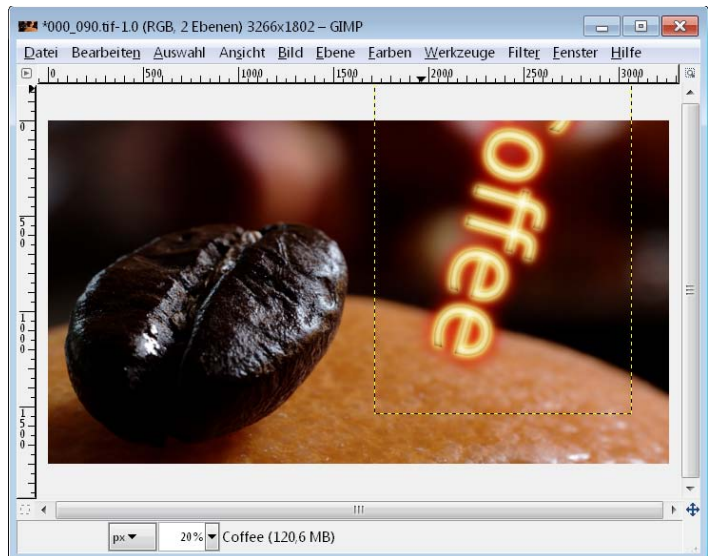 *000_090.tif-1.0 (RGB, 2 Ebenen) 3266x1802 – GIMP
Datei Bearbeiten Auswahl Ansicht Bild Ebene Farben Werkzeuge Filter Fenster Hilfe
0 500 1000 1500 2000 2500 3000
0
500
1000
1500
Coffee
px 20% Coffee (120,6 MB)